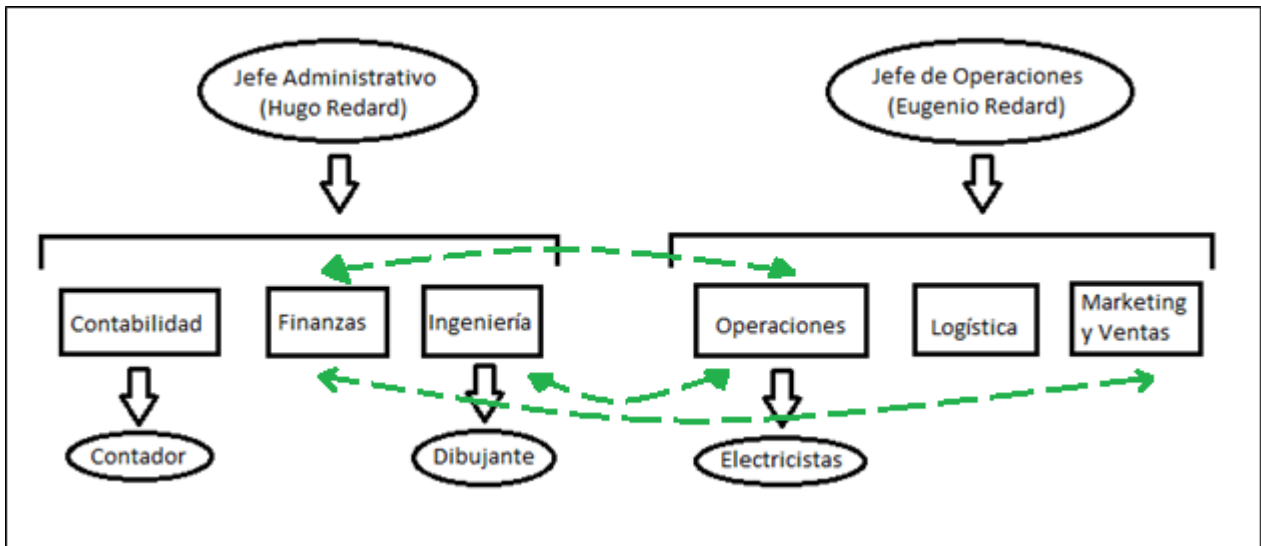 Jefe Administrativo
(Hugo Redard)
Jefe de Operaciones
(Eugenio Redard)
Contabilidad
Finanzas
Ingeniería
Operaciones
Logística
Marketing
y Ventas
Contador
Dibujante
Electricistas